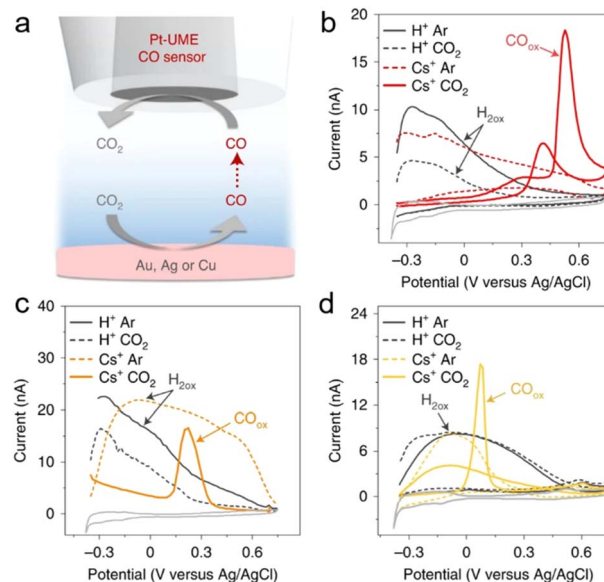 a
Pt-UME
CO sensor
CO₂ CO
CO₂ CO
Au, Ag or Cu
b
Current (nA)
20
15
10
5
0
H⁺ Ar
H⁺ CO₂
Cs⁺ Ar
Cs⁺ CO₂
COox
H2ox
−0.3 0 0.3 0.6
Potential (V versus Ag/AgCl)
c
Current (nA)
40
30
20
10
0
H⁺ Ar
H⁺ CO₂
Cs⁺ Ar
Cs⁺ CO₂
H2ox
COox
−0.3 0 0.3 0.6
Potential (V versus Ag/AgCl)
d
Current (nA)
24
18
12
6
0
H⁺ Ar
H⁺ CO₂
Cs⁺ Ar
Cs⁺ CO₂
COox
H2ox
−0.3 0 0.3 0.6
Potential (V versus Ag/AgCl)